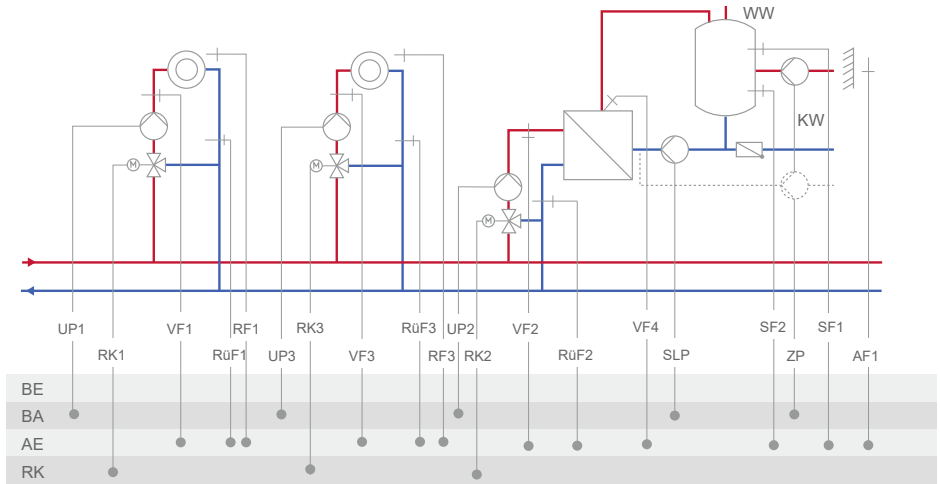 WW
KW
M
M
M
UP1 VF1 RF1 RK3 RüF3 UP2 VF2 VF4 SF2 SF1
RK1 RüF1 UP3 VF3 RF3 RK2 RüF2 SLP ZP AF1
BE
BA
AE
RK